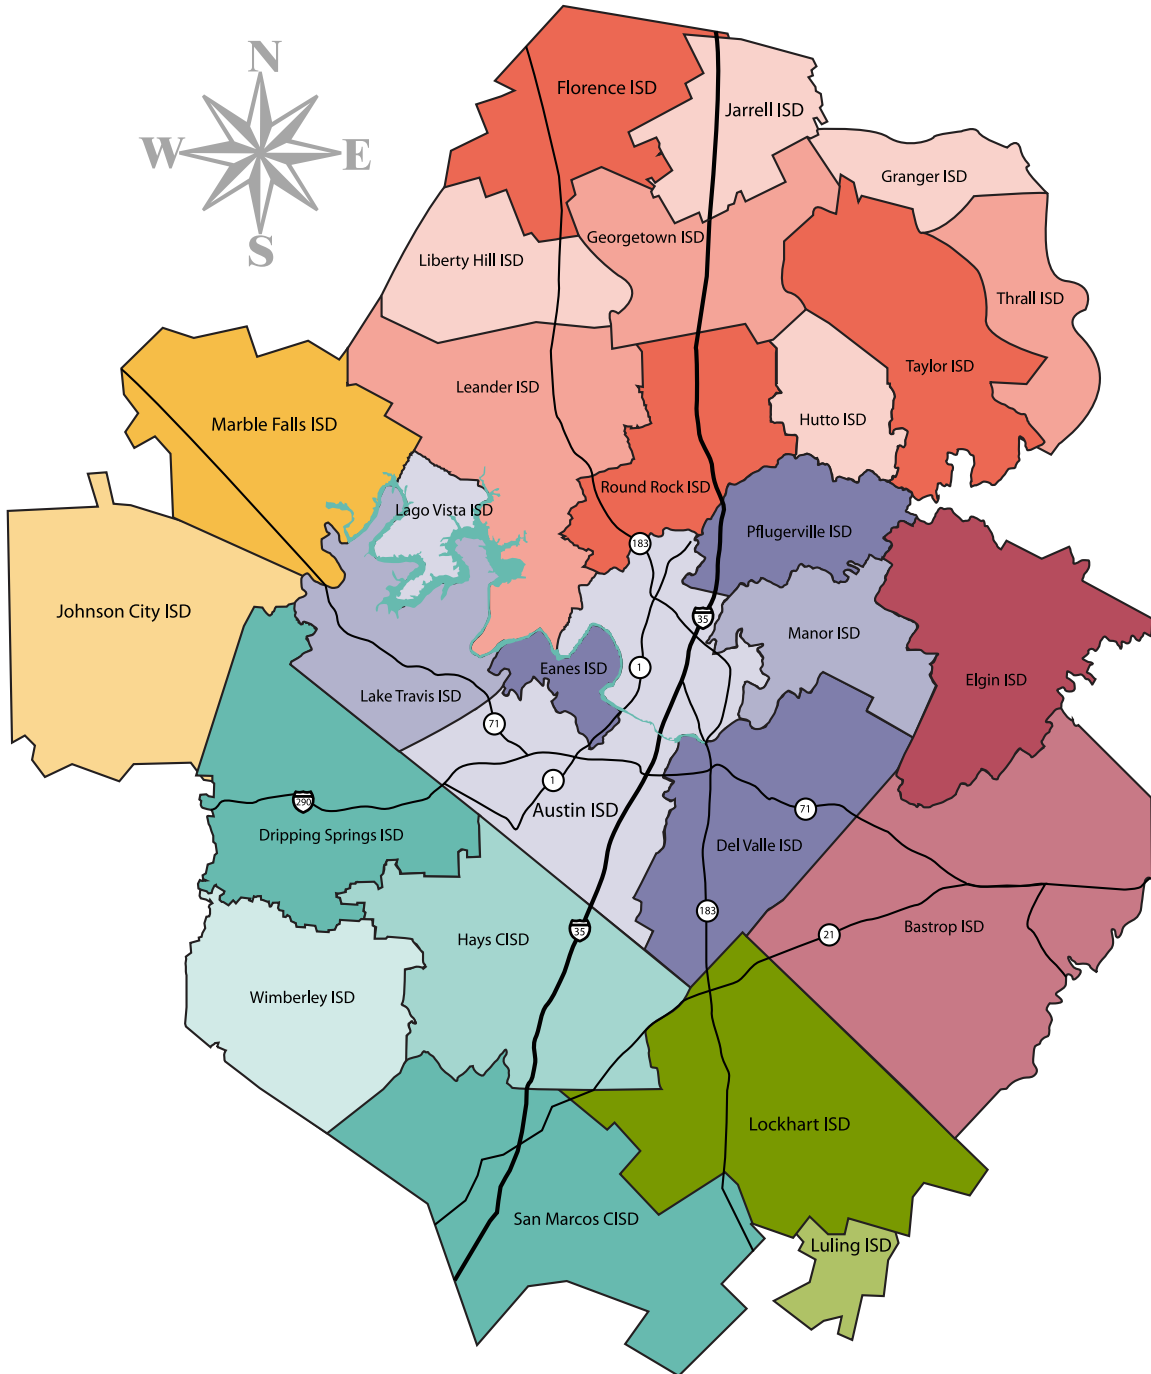 N
Florence ISD
Jarrell ISD
W
E
Granger ISD
S
Georgetown ISD
Liberty Hill ISD
Thrall ISD
Taylor ISD
Leander ISD
Hutto ISD
Marble Falls ISD
Round Rock ISD
Lago Vista ISD
Pflugerville ISD
183
Johnson City ISD
35
Manor ISD
Eanes ISD
1
Elgin ISD
Lake Travis ISD
71
1
290
Austin ISD
71
Dripping Springs ISD
Del Valle ISD
183
Bastrop ISD
35
21
Hays CISD
Wimberley ISD
Lockhart ISD
San Marcos CISD
Luling ISD